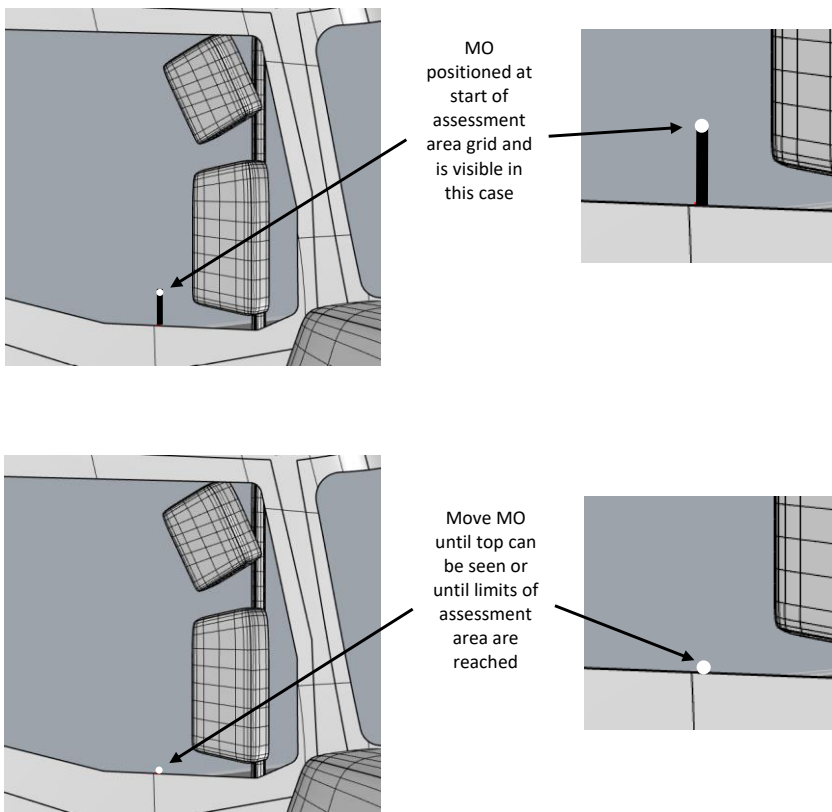 MO
positioned at
start of
assessment
area grid and
is visible in
this case
Move MO
until top can
be seen or
until limits of
assessment
area are
reached